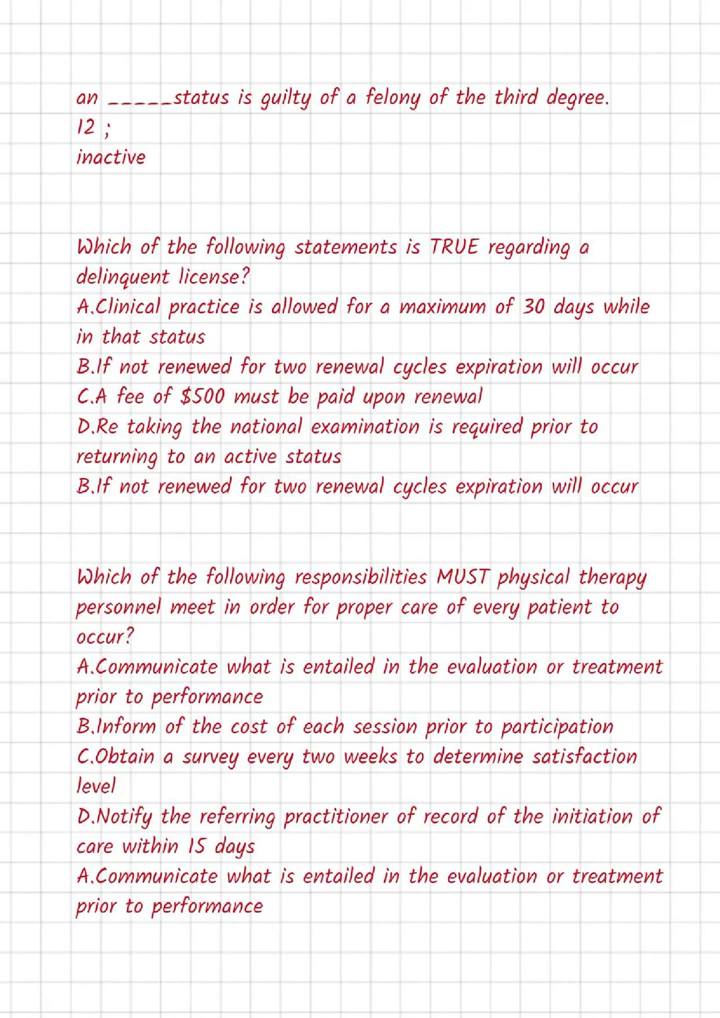 an _____status is guilty of a felony of the third degree.
12 ;
inactive
Which of the following statements is TRUE regarding a
delinquent license?
A.Clinical practice is allowed for a maximum of 30 days while
in that status
B.If not renewed for two renewal cycles expiration will occur
C.A fee of $500 must be paid upon renewal
D.Re taking the national examination is required prior to
returning to an active status
B.If not renewed for two renewal cycles expiration will occur
Which of the following responsibilities MUST physical therapy
personnel meet in order for proper care of every patient to
occur?
A.Communicate what is entailed in the evaluation or treatment
prior to performance
B.Inform of the cost of each session prior to participation
C.Obtain a survey every two weeks to determine satisfaction
level
D.Notify the referring practitioner of record of the initiation of
care within 15 days
A.Communicate what is entailed in the evaluation or treatment
prior to performance